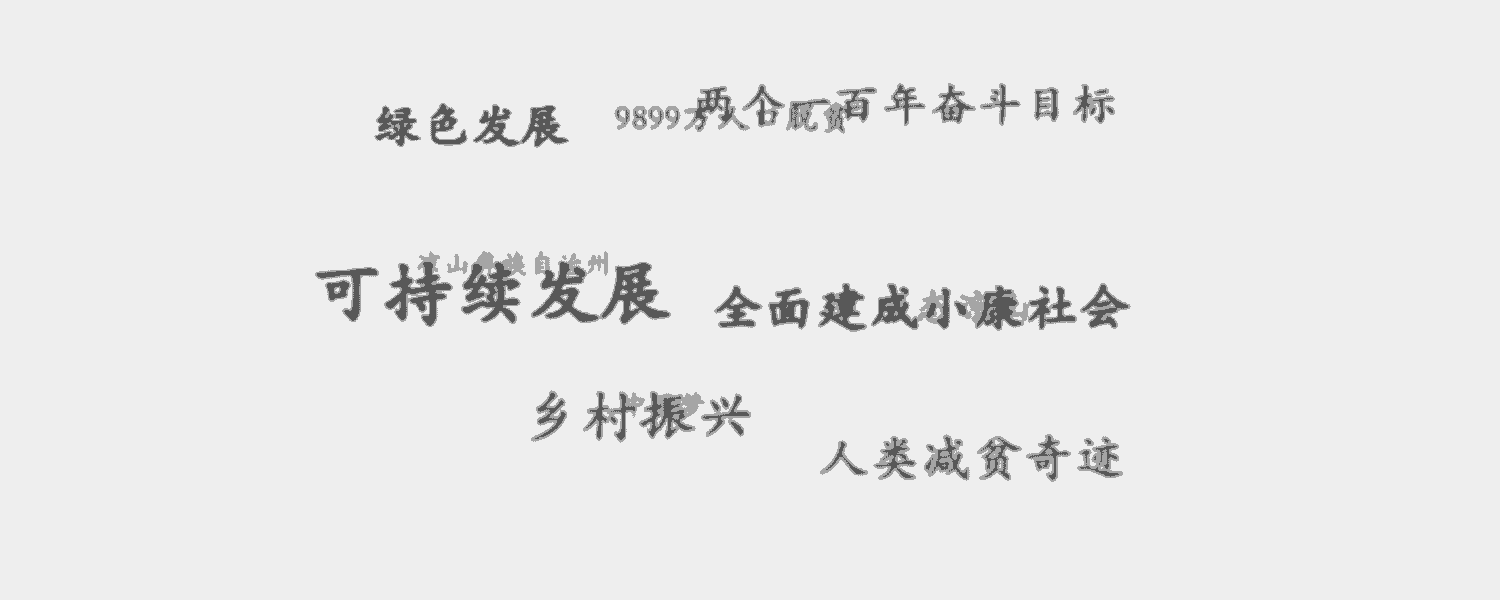 两个一百年奋斗目标
绿色发展
9899万人口脱贫
凉山彝族自治州
可持续发展
全面建成小康社会
乡村振兴
人类减贫奇迹